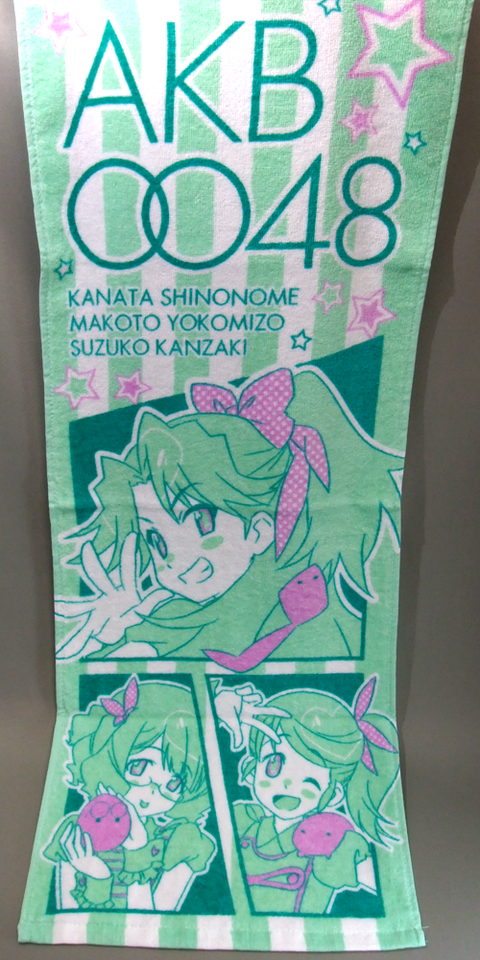 AKB
0048
KANATA SHINONOME
MAKOTO YOKOMIZO
SUZUKO KANZAKI